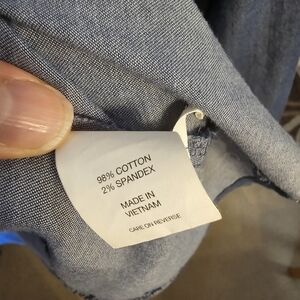 98% COTTON
2% SPANDEX
MADE IN
VIETNAM
CARE ON REVERSE